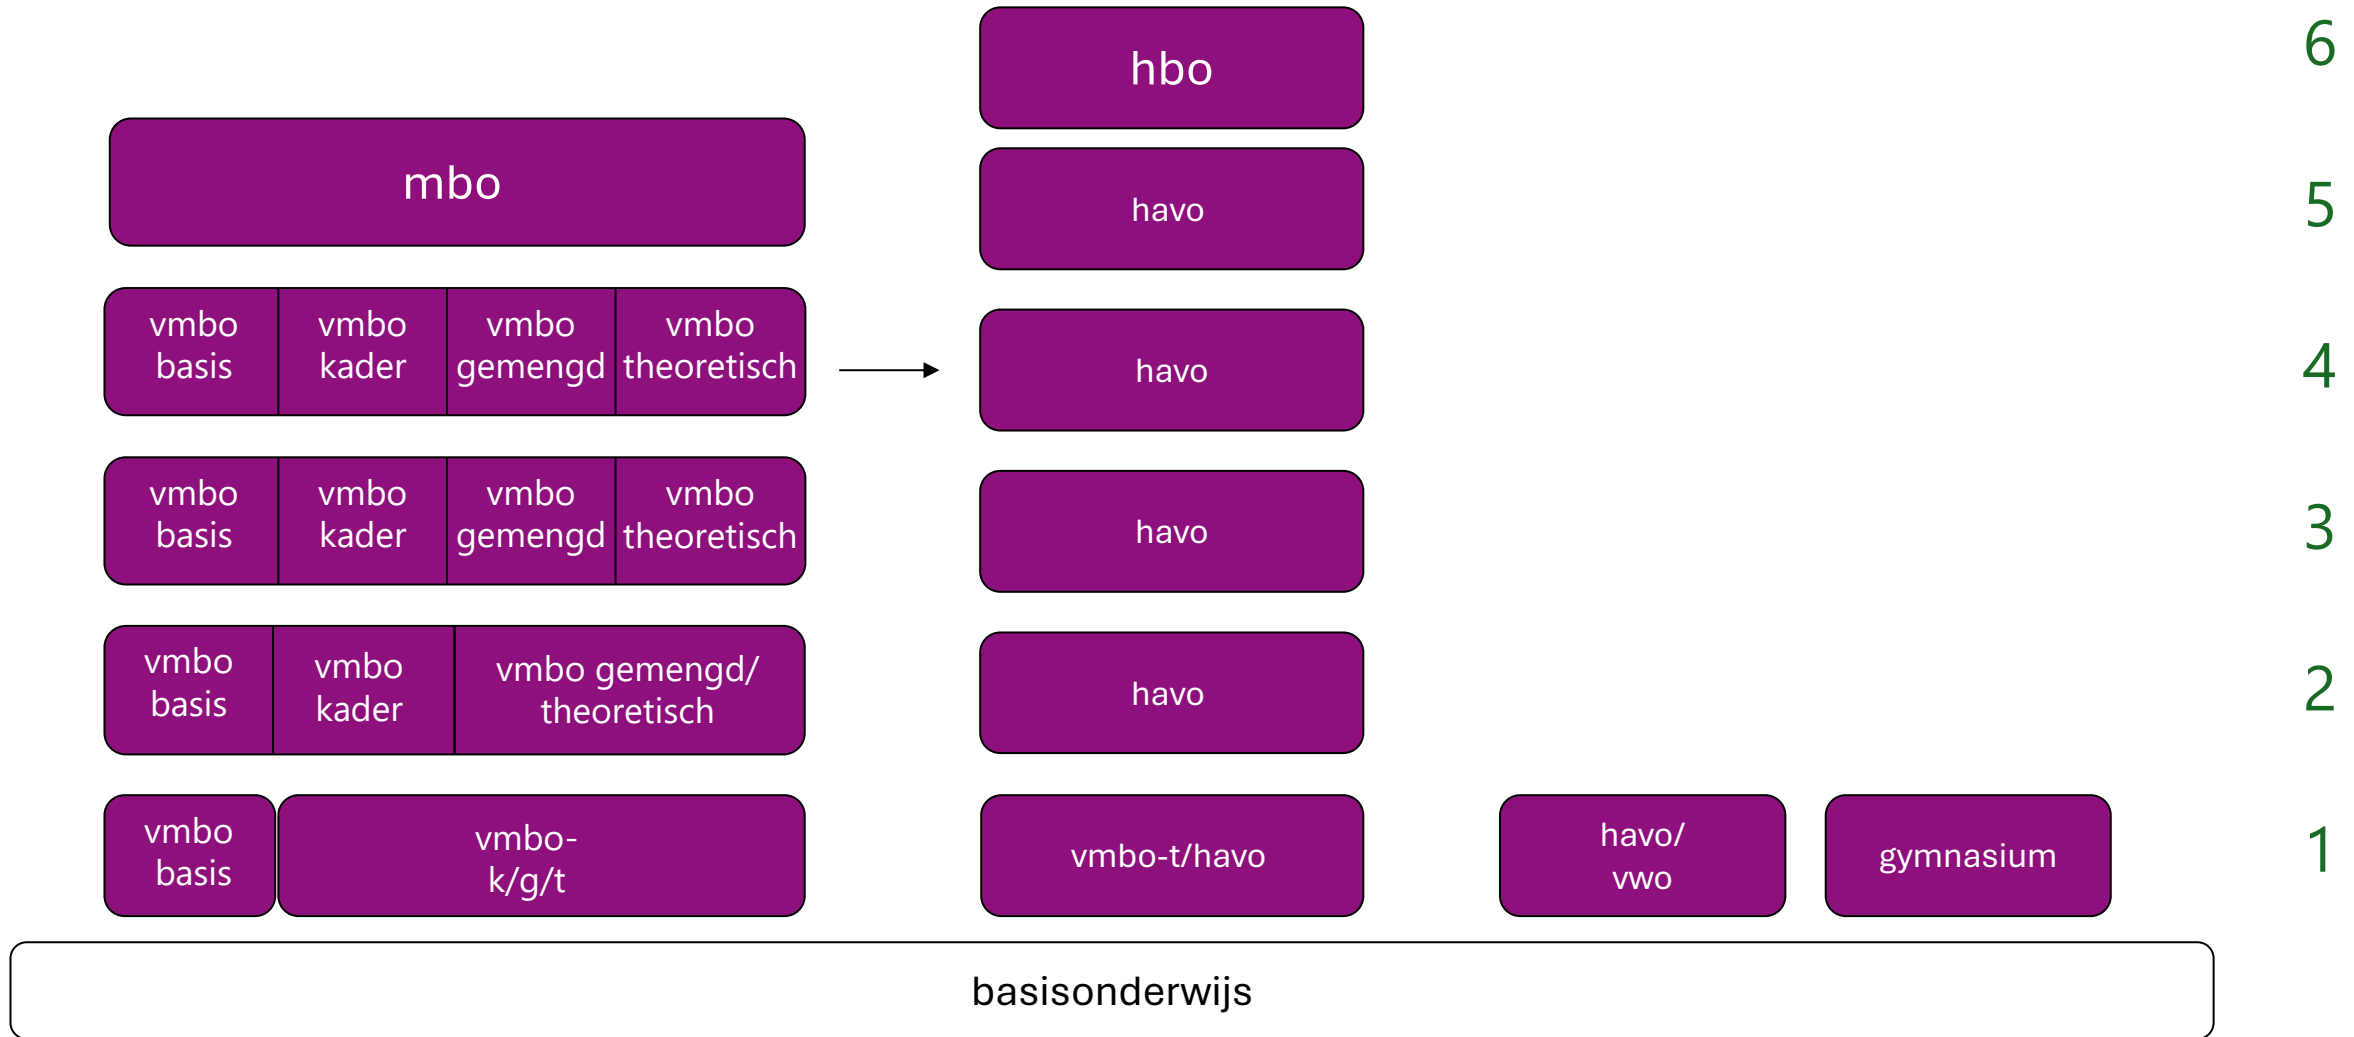 hbo
6
mbo
havo
5
vmbo
basis
vmbo
kader
vmbo
gemengd
vmbo
theoretisch
havo
4
vmbo
basis
vmbo
kader
vmbo
gemengd
vmbo
theoretisch
havo
3
vmbo
basis
vmbo
kader
vmbo gemengd/
theoretisch
havo
2
vmbo
basis
vmbo-
k/g/t
vmbo-t/havo
havo/
vwo
gymnasium
1
basisonderwijs